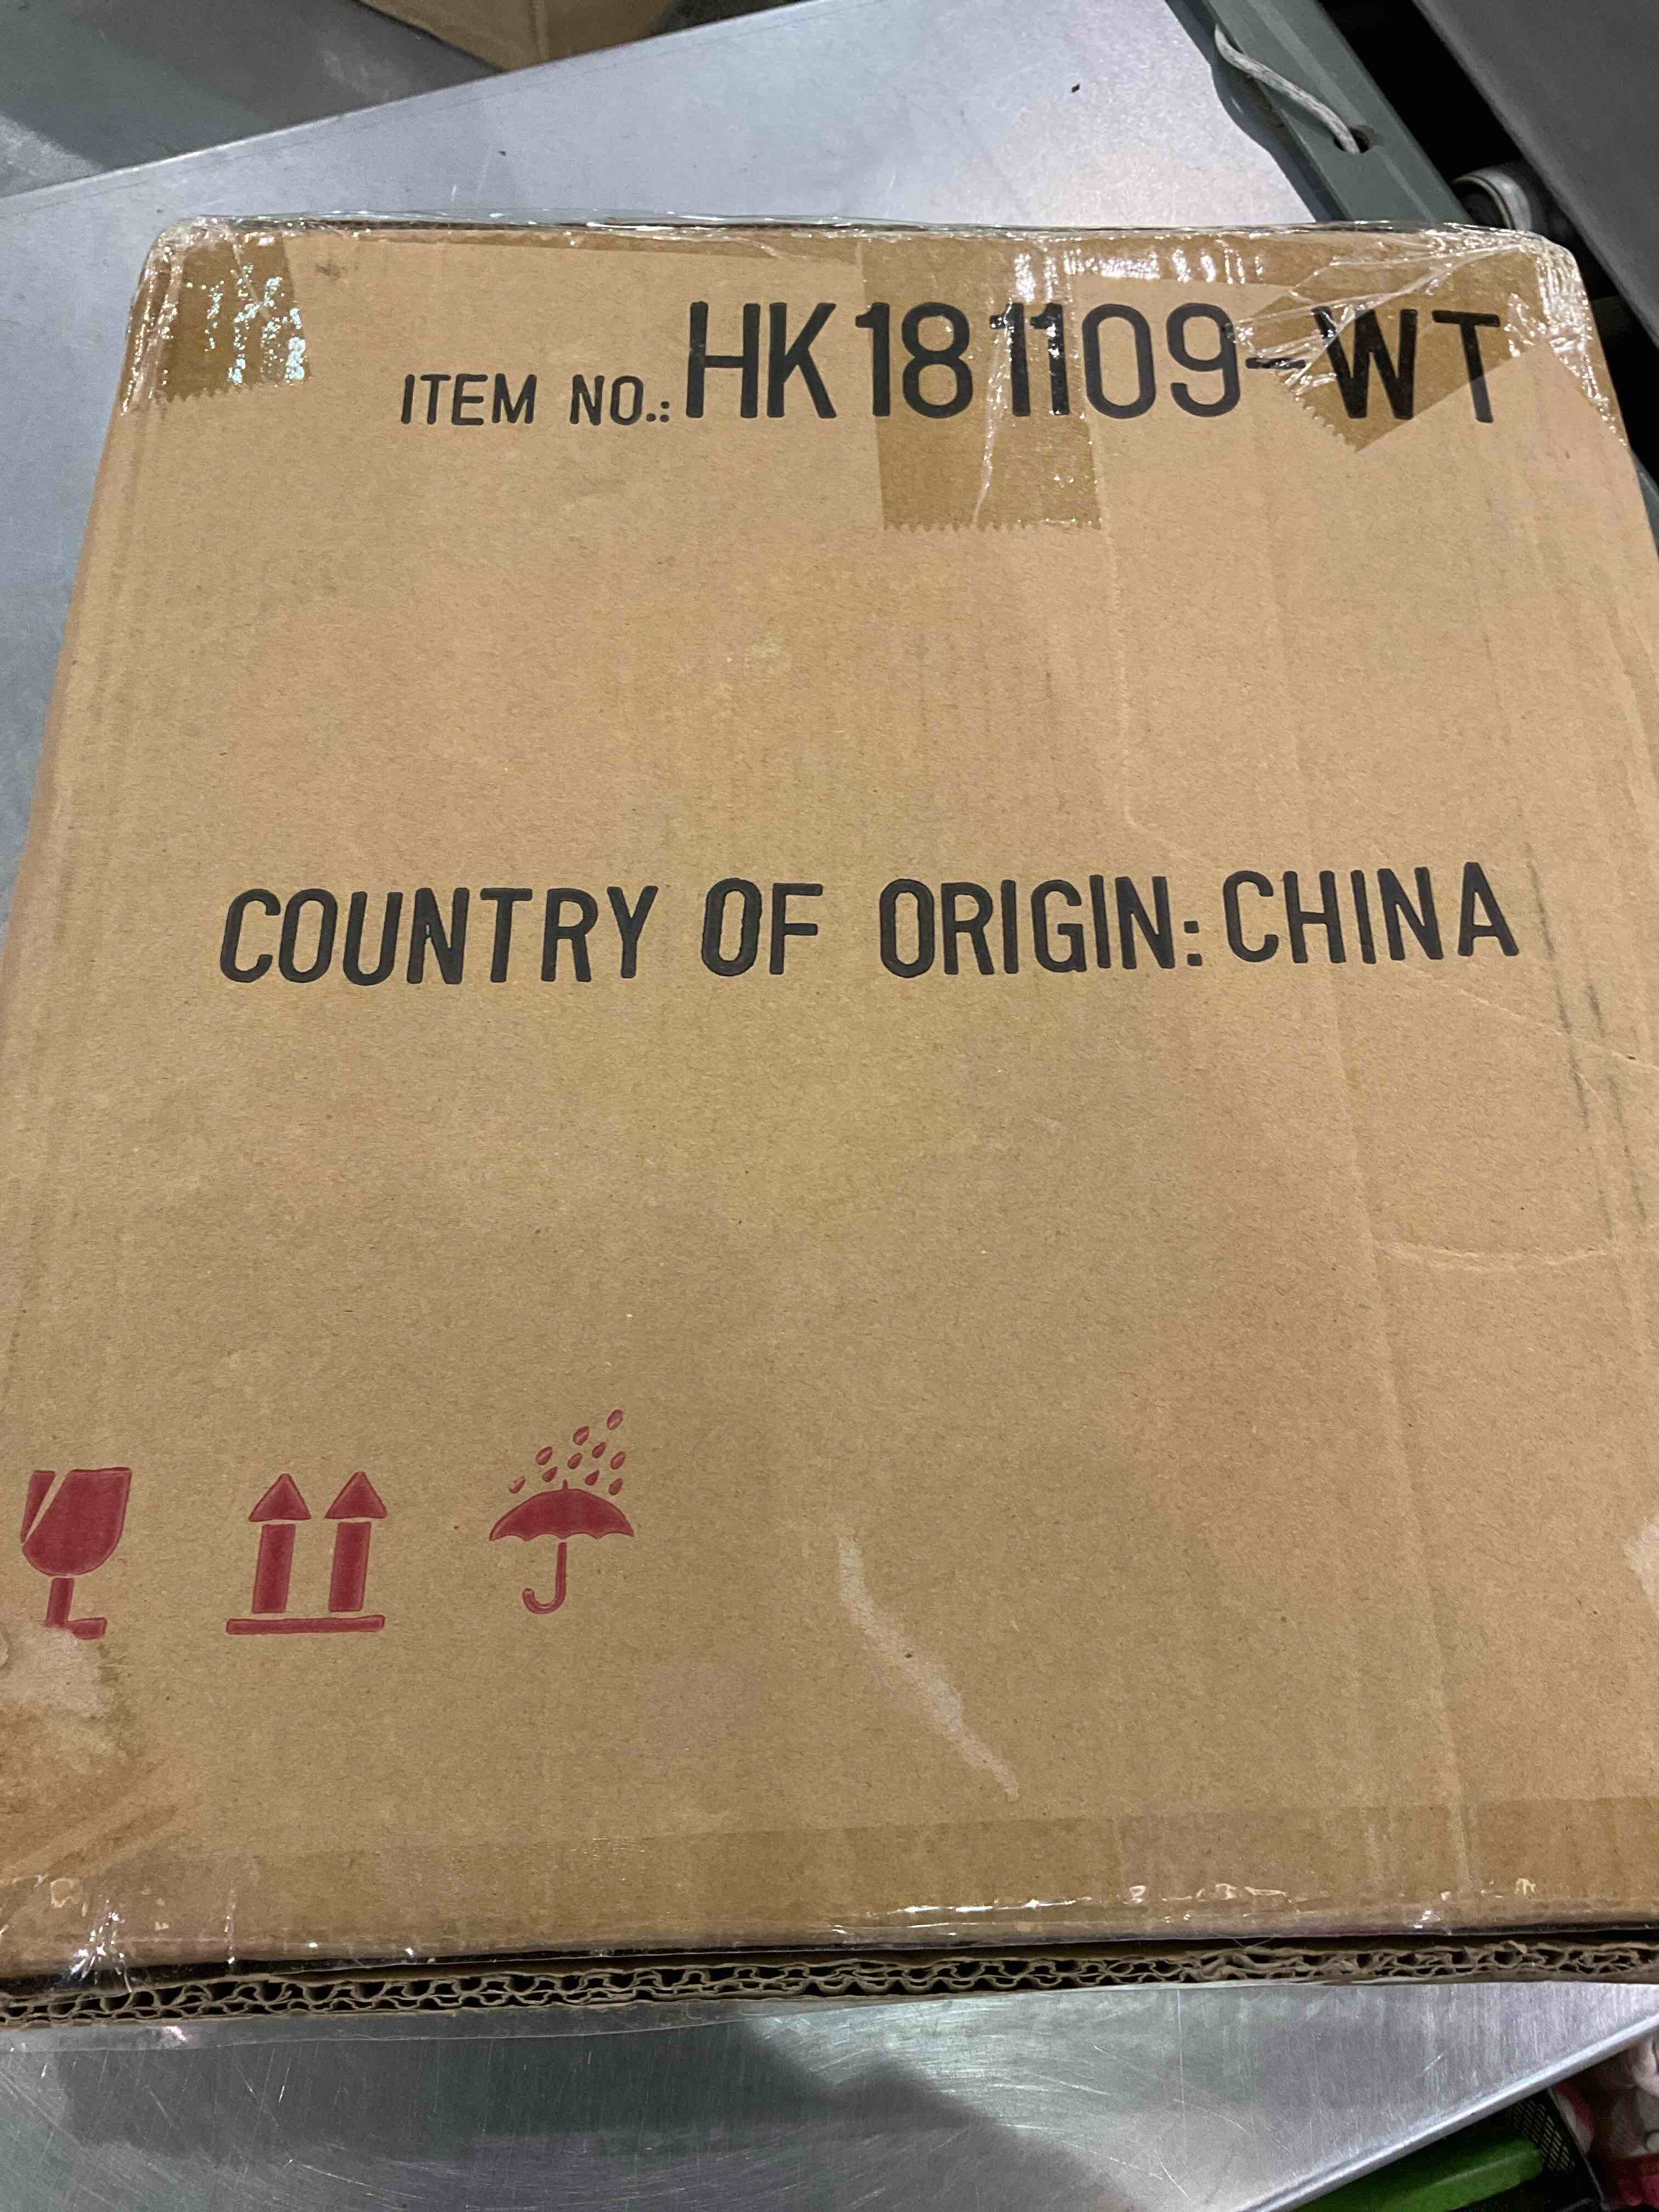 ITEM NO.: HK181109-WT
COUNTRY OF ORIGIN: CHINA